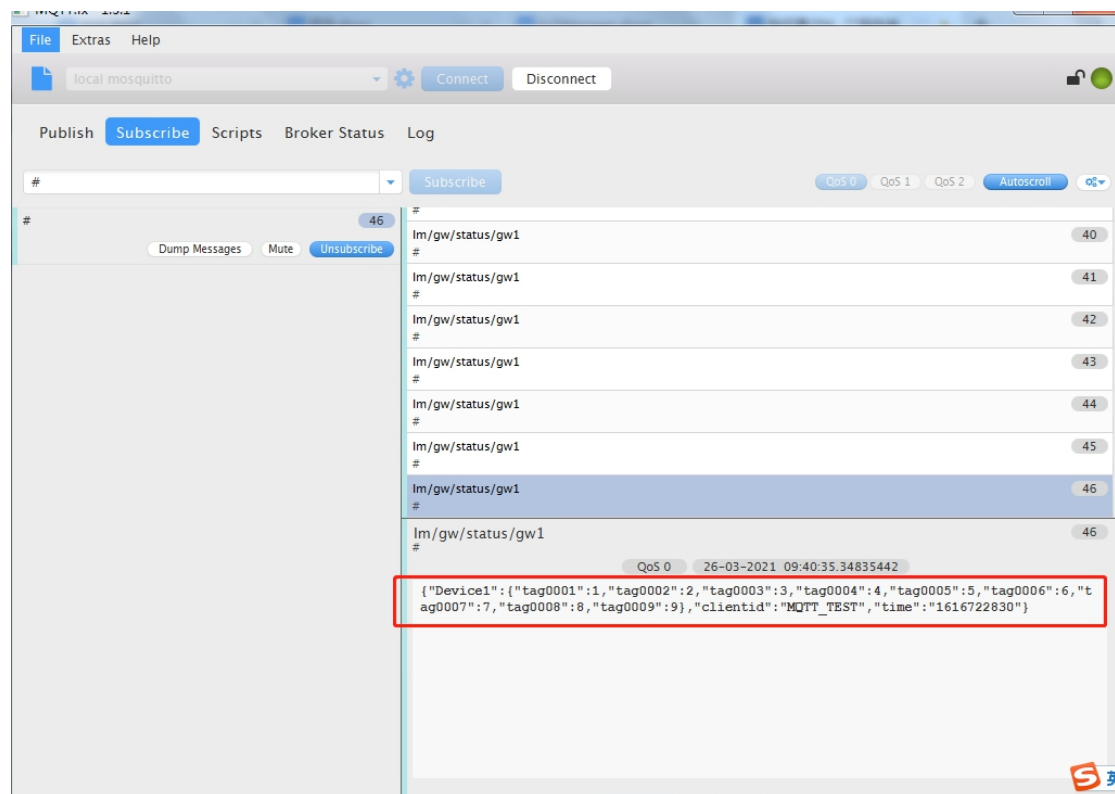 File Extras Help
local mosquitto Connect Disconnect
Publish Subscribe Scripts Broker Status Log
# Subscribe QoS 0 QoS 1 QoS 2 Autoscroll
# 46
Dump Messages Mute Unsubscribe
#
lm/gw/status/gw1 40
#
lm/gw/status/gw1 41
#
lm/gw/status/gw1 42
#
lm/gw/status/gw1 43
#
lm/gw/status/gw1 44
#
lm/gw/status/gw1 45
#
lm/gw/status/gw1 46
#
lm/gw/status/gw1 46
#
QoS 0 26-03-2021 09:40:35.34835442
{"Device1":{"tag0001":1,"tag0002":2,"tag0003":3,"tag0004":4,"tag0005":5,"tag0006":6,"t
ag0007":7,"tag0008":8,"tag0009":9},"clientid":"MQTT_TEST","time":"1616722830"}
S 英